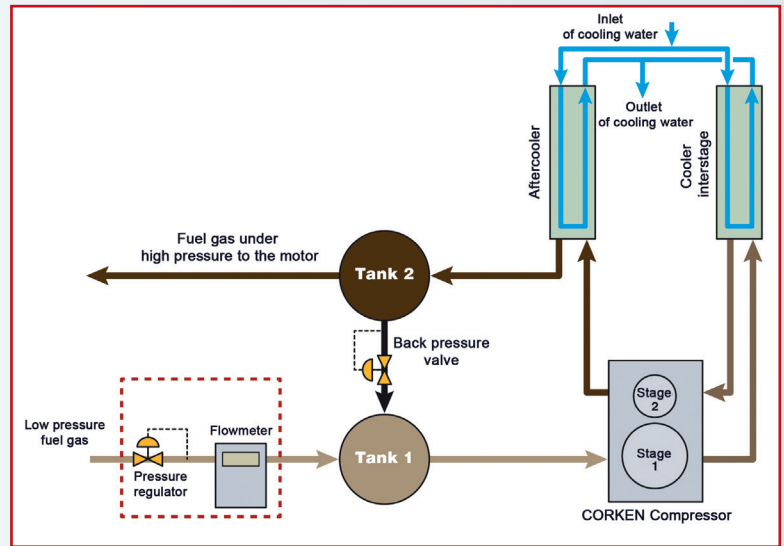 Inlet
of cooling water
Outlet
of cooling water
Aftercooler
Cooler
interstage
Fuel gas under
high pressure to the motor
Tank 2
Back pressure
valve
Stage
2
Low pressure
fuel gas
Flowmeter
Tank 1
Stage
1
Pressure
regulator
CORKEN Compressor